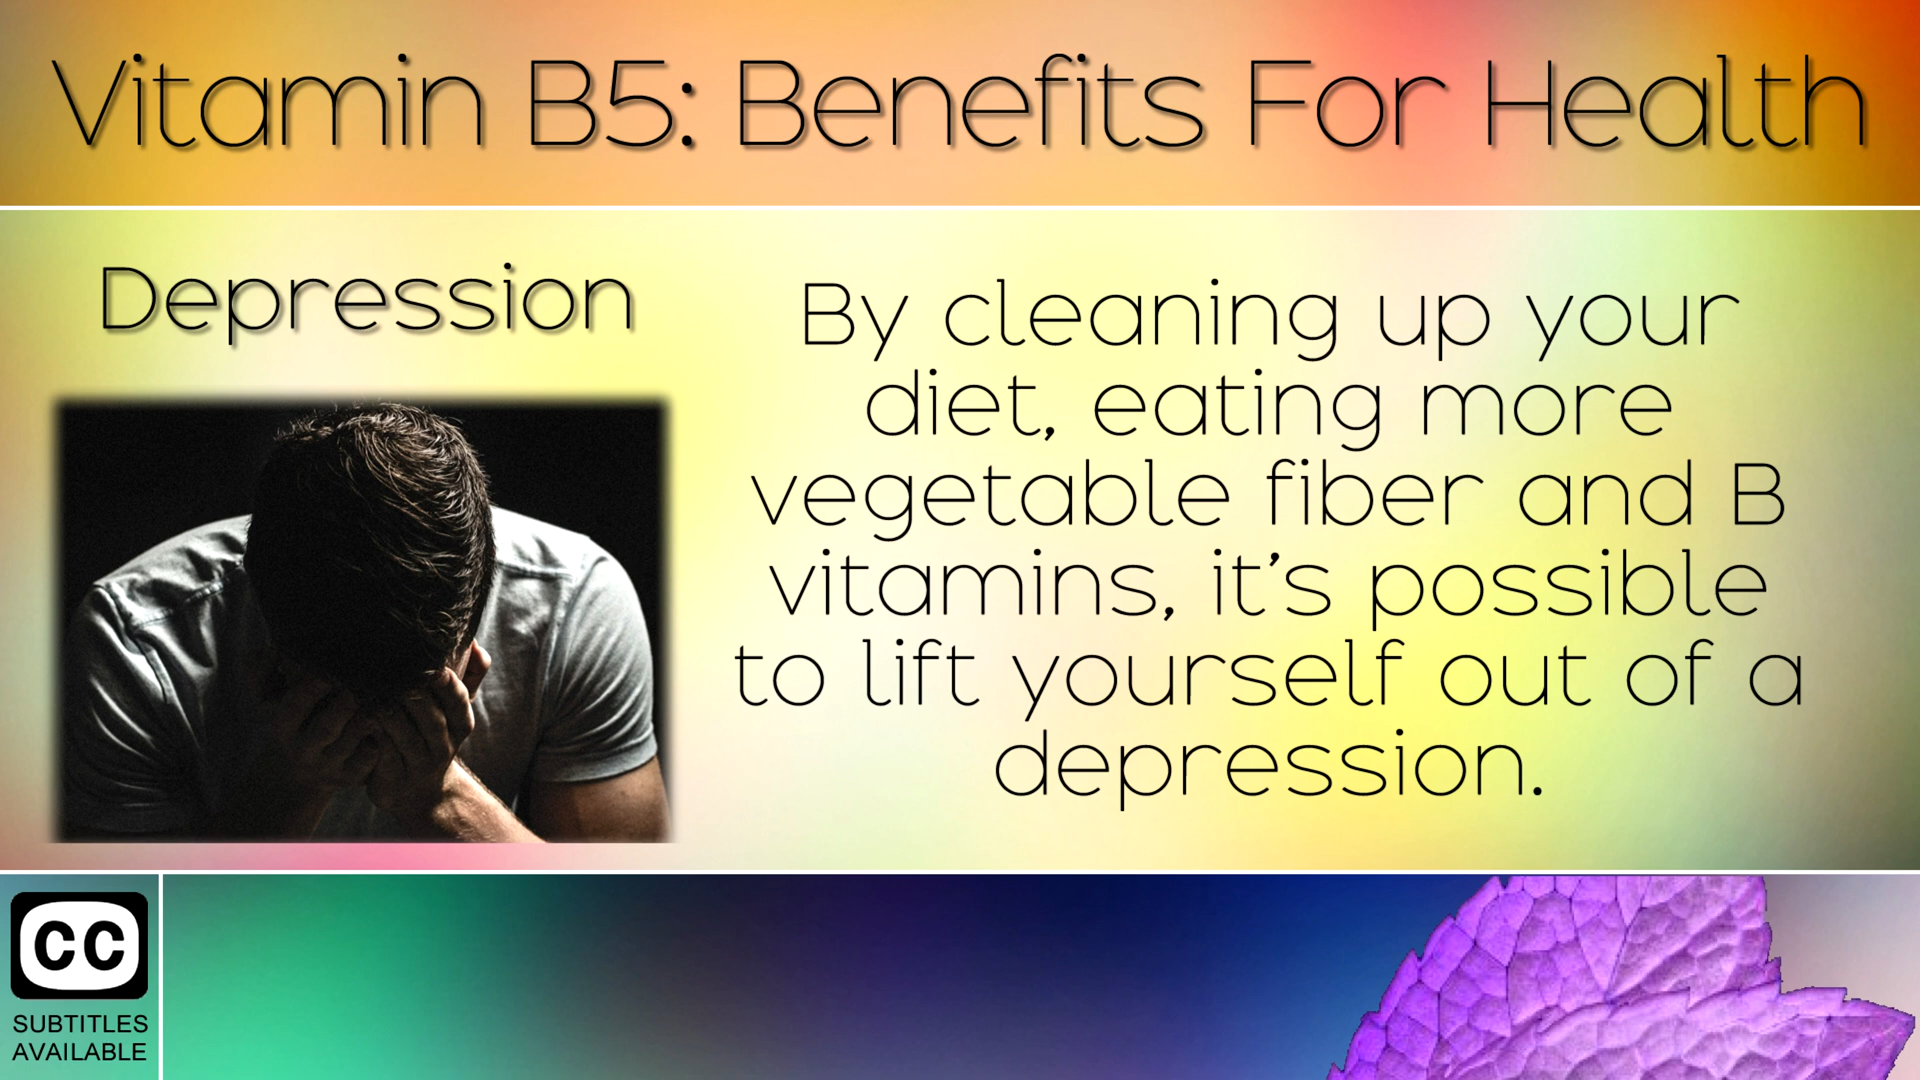 Vitamin B5: Benefits For Health
Depression
By cleaning up your
diet, eating more
vegetable fiber and B
vitamins, it's possible
to lift yourself out of a
depression.
CC
SUBTITLES
AVAILABLE